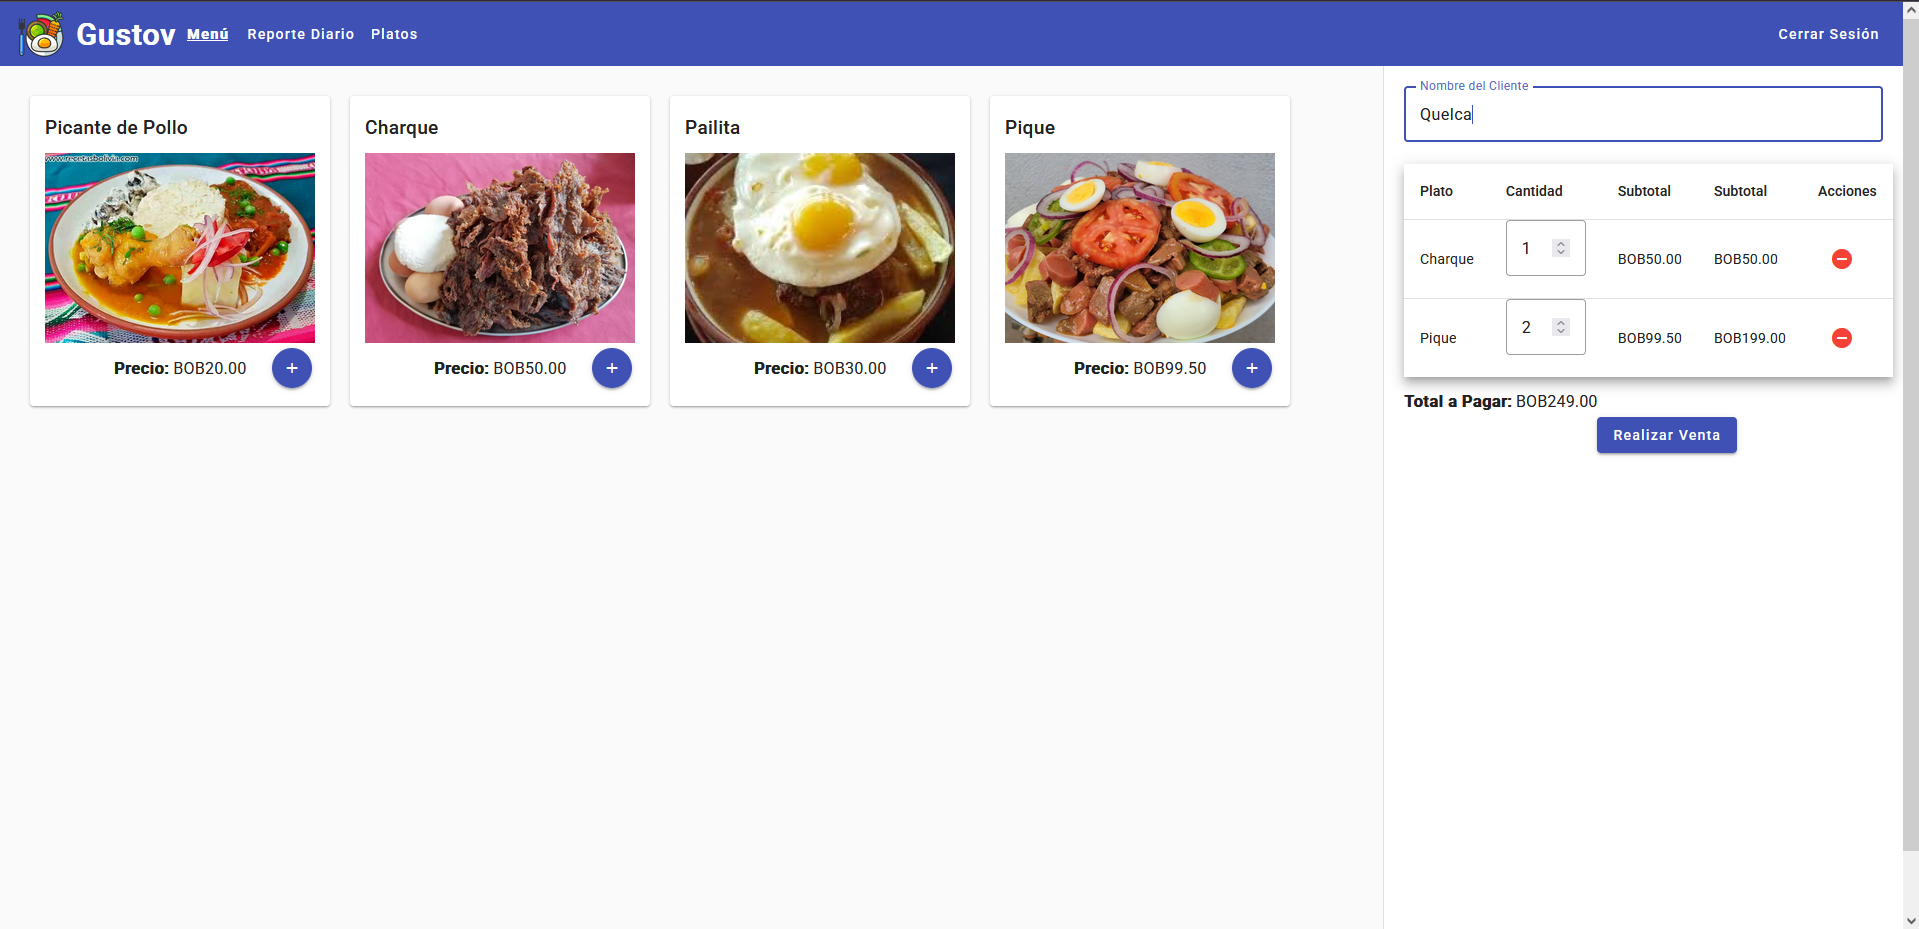 Gustov Menú Reporte Diario Platos Cerrar Sesión
Picante de Pollo
www.recetasbolivia.com
Precio: BOB20.00
+
Charque
Precio: BOB50.00
+
Pailita
Precio: BOB30.00
+
Pique
Precio: BOB99.50
+
Nombre del Cliente
Quelca
Plato Cantidad Subtotal Subtotal Acciones
Charque 1 BOB50.00 BOB50.00
Pique 2 BOB99.50 BOB199.00
Total a Pagar: BOB249.00
Realizar Venta